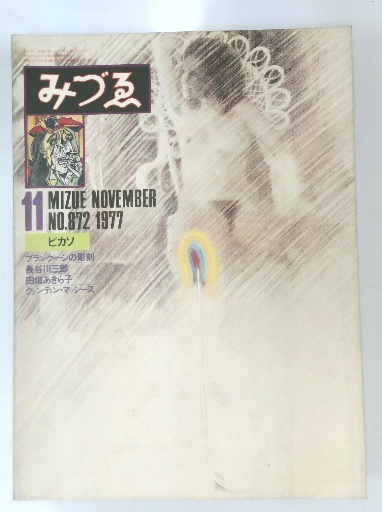 みづゑ
11 MIZUE NOVEMBER
NO.872 1977
ピカソ
ブランクーシの彫刻
長谷川三郎
田畑あきら子
クェンティン・マッシース